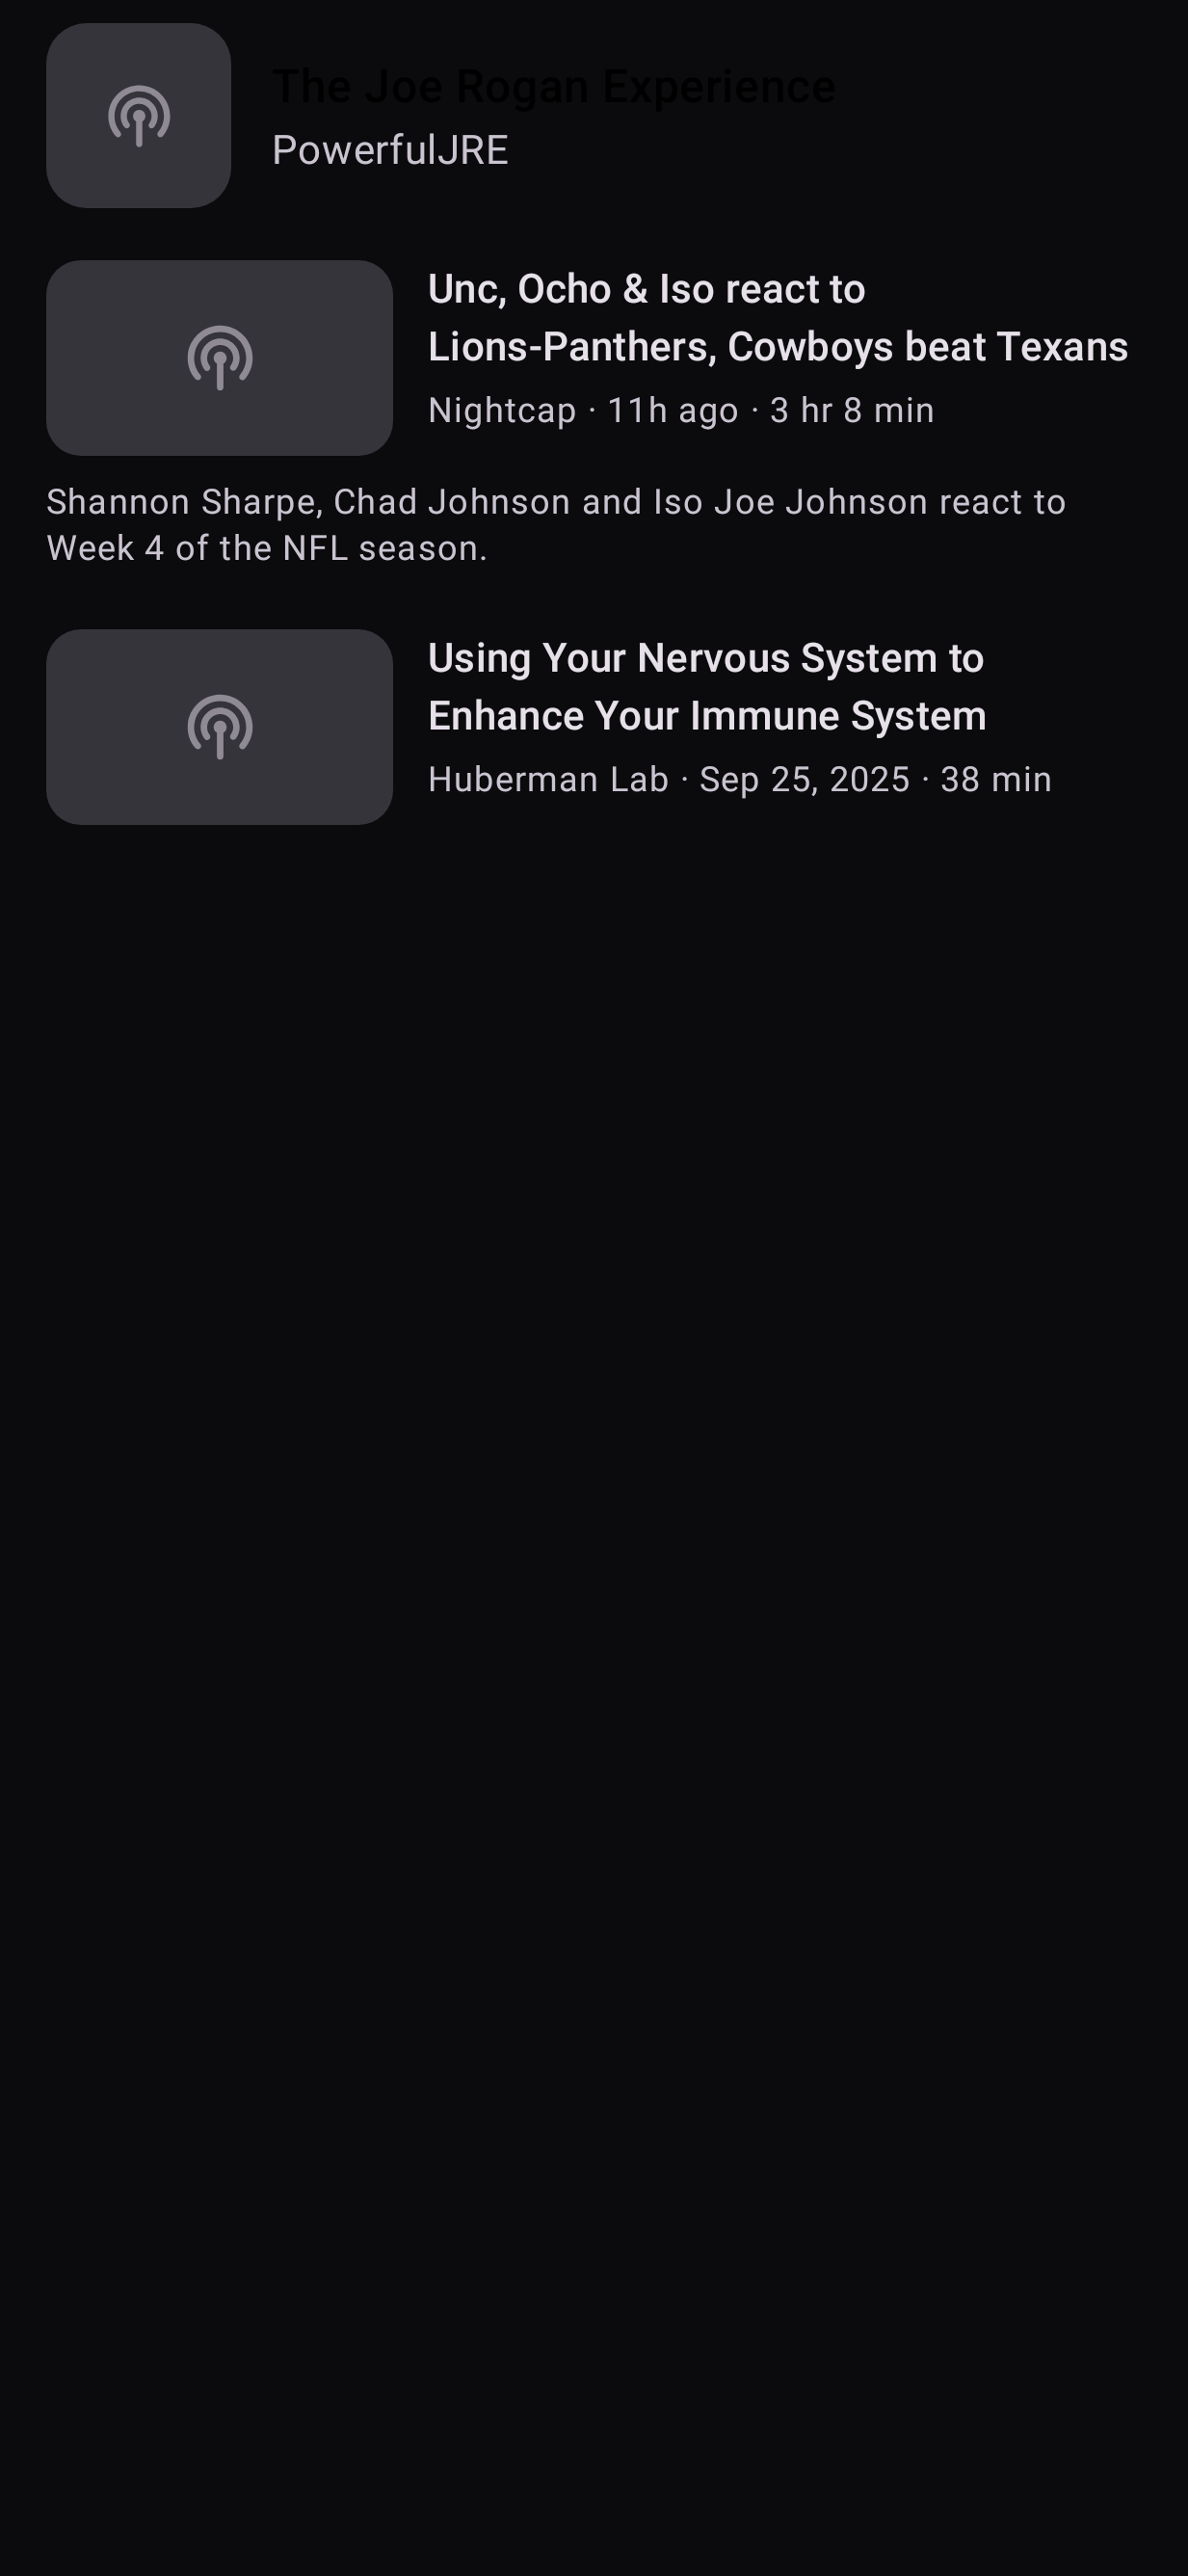 The Joe Rogan Experience
PowerfulJRE
Unc, Ocho & Iso react to
Lions-Panthers, Cowboys beat Texans
Nightcap · 11h ago · 3 hr 8 min
Shannon Sharpe, Chad Johnson and Iso Joe Johnson react to
Week 4 of the NFL season.
Using Your Nervous System to
Enhance Your Immune System
Huberman Lab · Sep 25, 2025 · 38 min